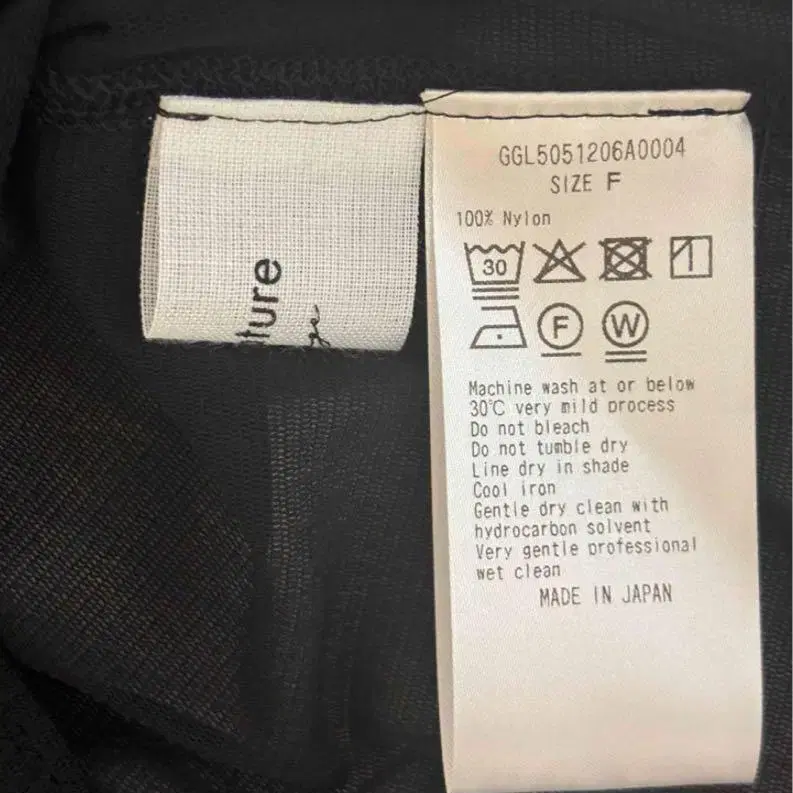 GGL5051206A0004
SIZE F
100% Nylon
30
F
W
Machine wash at or below
30℃ very mild process
Do not bleach
Do not tumble dry
Line dry in shade
Cool iron
Gentle dry clean with
hydrocarbon solvent
Very gentle professional
wet clean
MADE IN JAPAN